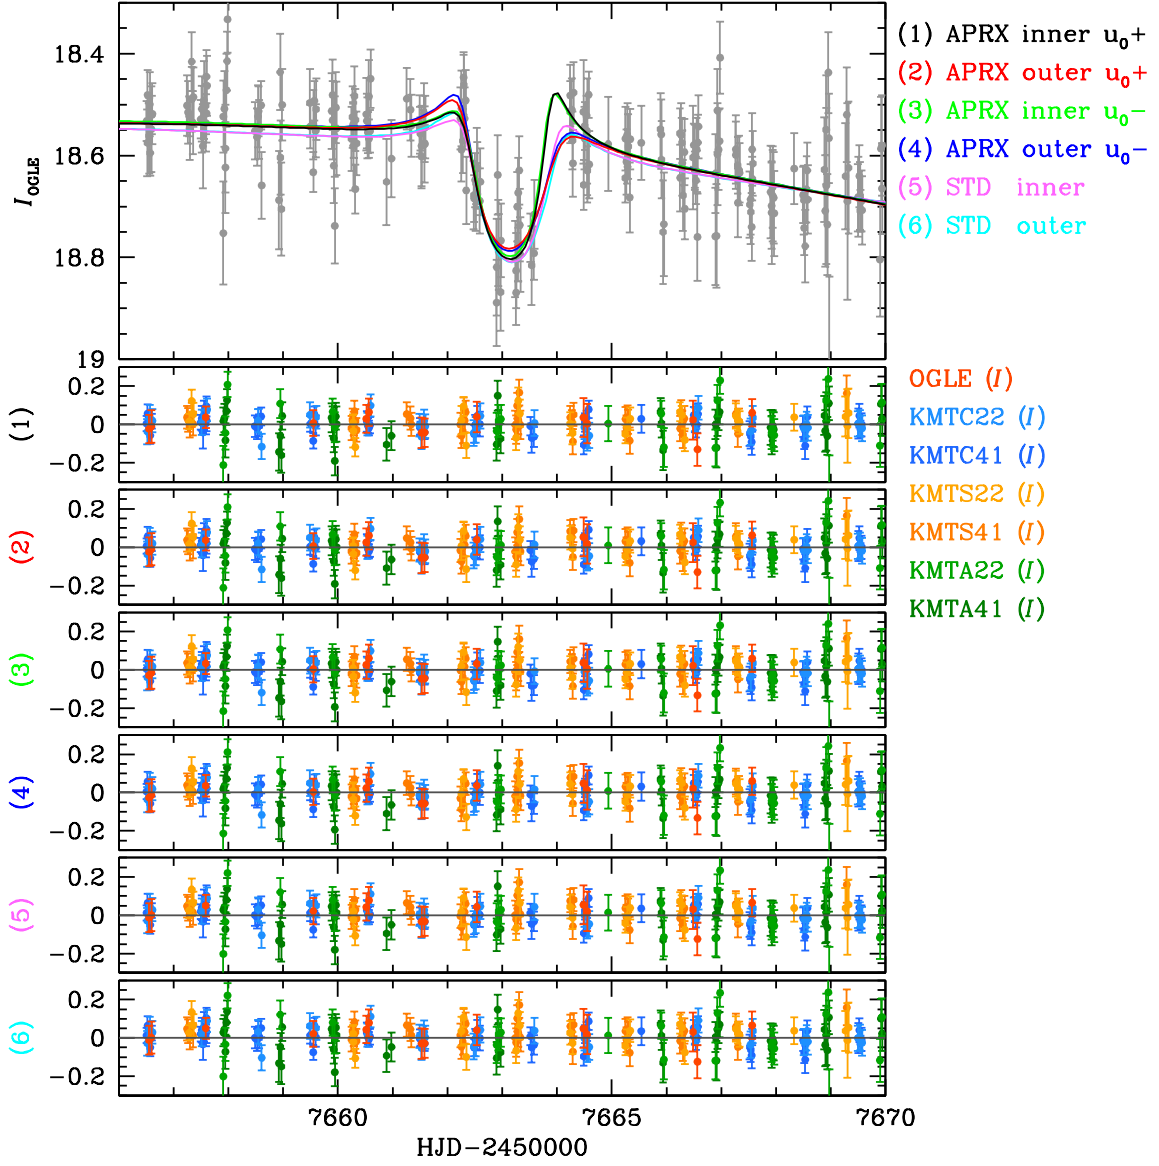 18.4
18.6
18.8
19
I_OGLE
(1) APRX inner u₀+
(2) APRX outer u₀+
(3) APRX inner u₀−
(4) APRX outer u₀−
(5) STD inner
(6) STD outer
0.2
0
−0.2
(1)
0.2
0
−0.2
(2)
0.2
0
−0.2
(3)
0.2
0
−0.2
(4)
0.2
0
−0.2
(5)
0.2
0
−0.2
(6)
OGLE (I)
KMTC22 (I)
KMTC41 (I)
KMTS22 (I)
KMTS41 (I)
KMTA22 (I)
KMTA41 (I)
7660 7665 7670
HJD−2450000